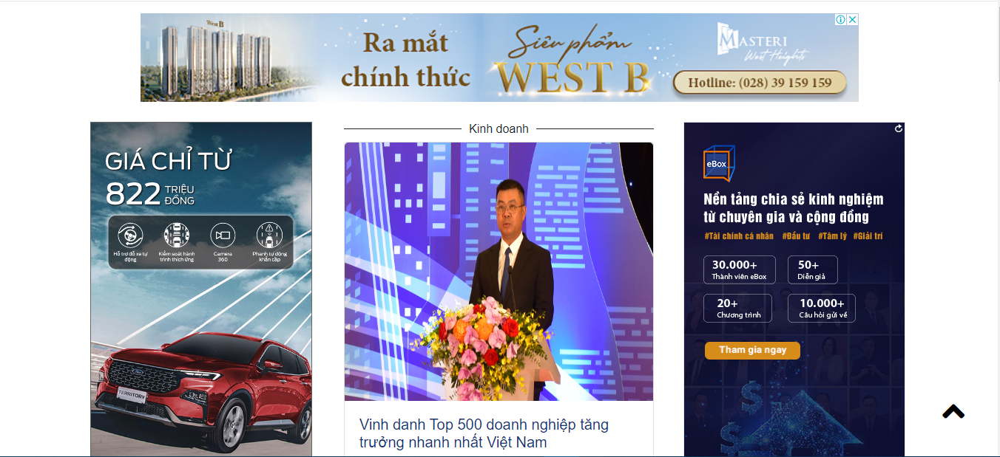 West B
Ra mắt
chính thức
Siêu phẩm
WEST B
MASTERI
West Heights
Hotline: (028) 39 159 159
GIÁ CHỈ TỪ
822 TRIỆU
ĐỒNG
Hỗ trợ đỗ xe tự
động
Kiểm soát hành
trình thích ứng
Camera
360
Phanh tự động
khẩn cấp
Ford
TERRITORY
Kinh doanh
Vinh danh Top 500 doanh nghiệp tăng
trưởng nhanh nhất Việt Nam
eBox
Nền tảng chia sẻ kinh nghiệm
từ chuyên gia và cộng đồng
#Tài chính cá nhân #Đầu tư #Tâm lý #Giải trí
30.000+
Thành viên eBox
50+
Diễn giả
20+
Chương trình
10.000+
Câu hỏi gửi về
Tham gia ngay